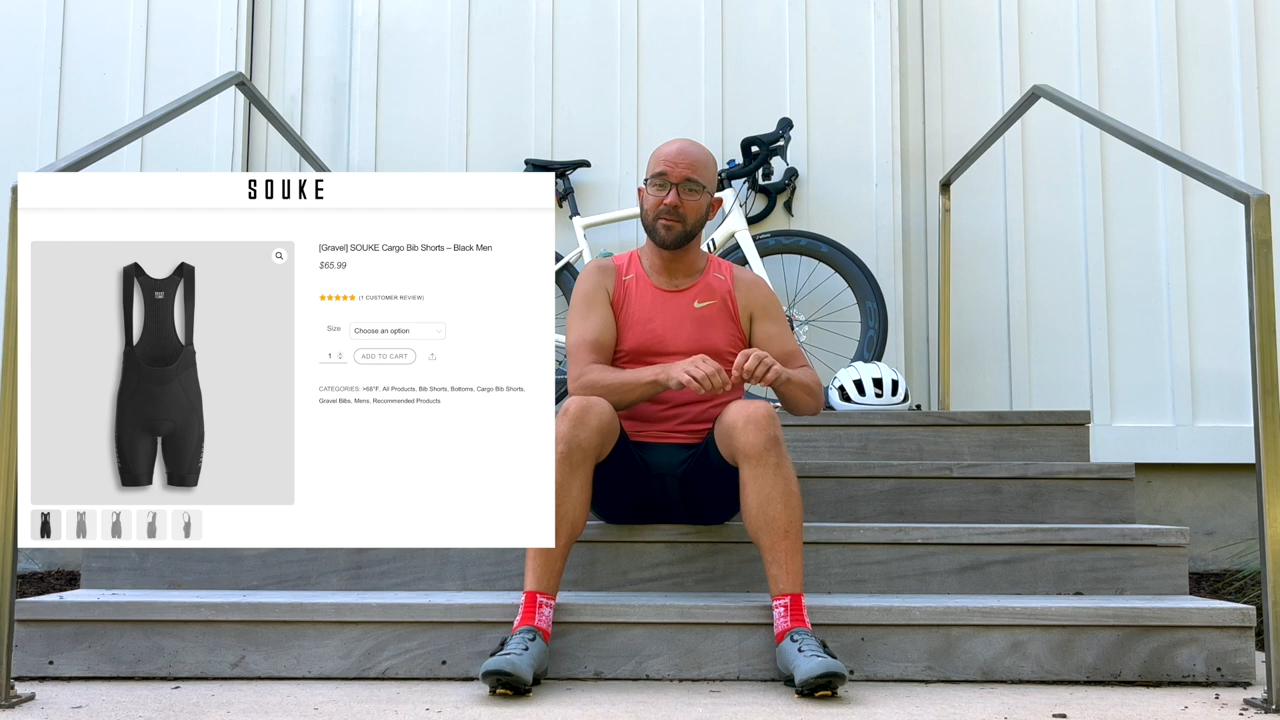 SOUKE
[Gravel] SOUKE Cargo Bib Shorts – Black Men
$65.99
(1 CUSTOMER REVIEW)
Size
Choose an option
1
ADD TO CART
CATEGORIES: >68°F, All Products, Bib Shorts, Bottoms, Cargo Bib Shorts,
Gravel Bibs, Mens, Recommended Products